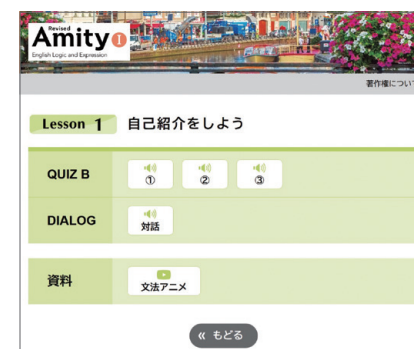 Revised
Amity I
English Logic and Expression
著作権につい
Lesson 1 自己紹介をしよう
QUIZ B ① ② ③
DIALOG 対話
資料 文法アニメ
≪ もどる